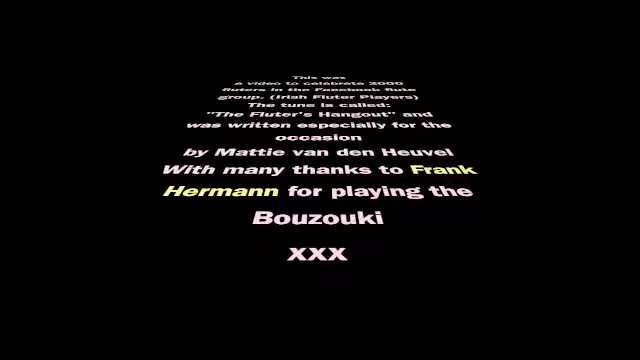 This was
a video to celebrate 2000
fluters in the Facebook flute
group. (Irish Fluter Players)
The tune is called:
"The Fluter's Hangout" and
was written especially for the
occasion
by Mattie van den Heuvel
With many thanks to Frank
Hermann for playing the
Bouzouki
xxx